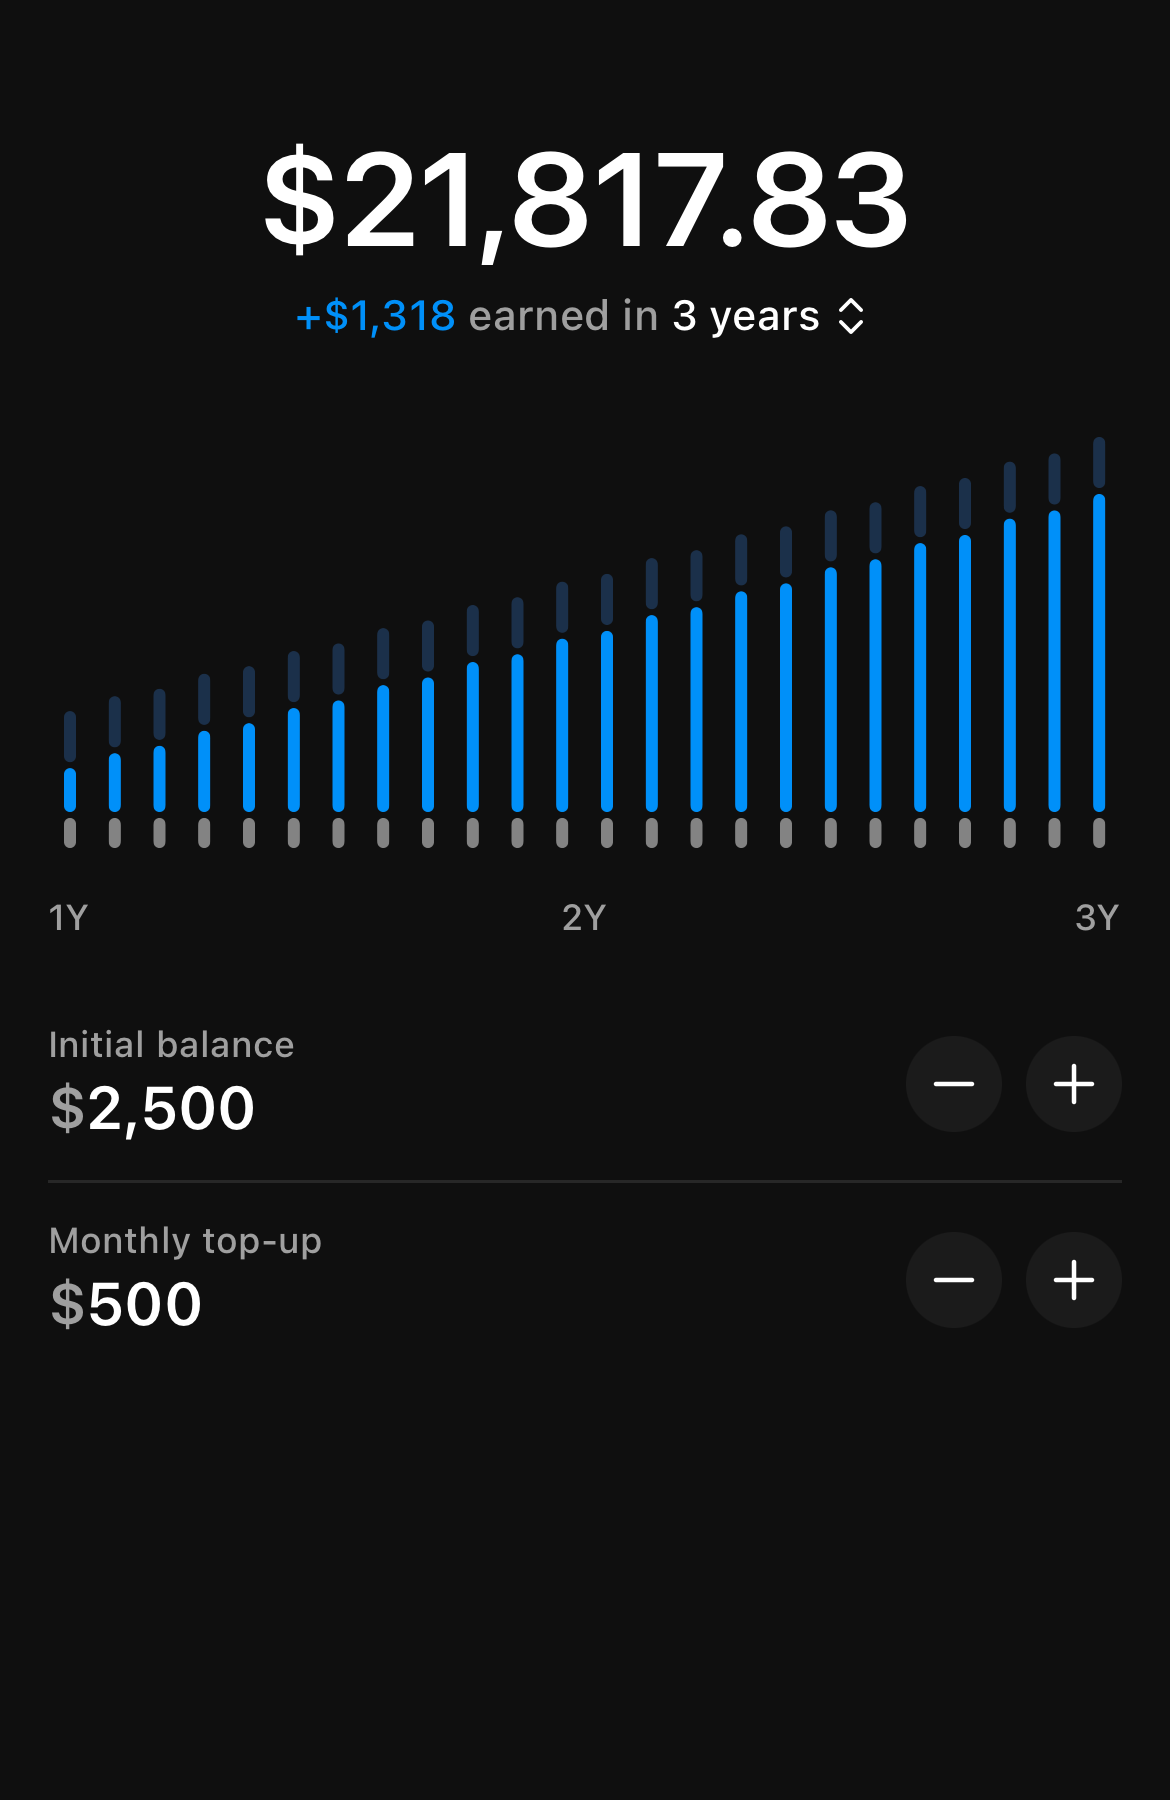 $21,817.83
+$1,318 earned in 3 years
1Y 2Y 3Y
Initial balance
$2,500
Monthly top-up
$500